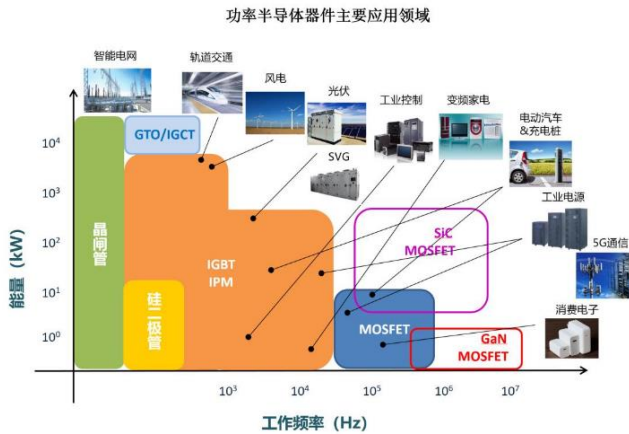 功率半导体器件主要应用领域
智能电网
轨道交通
风电
光伏
SVG
工业控制
变频家电
电动汽车
&充电桩
工业电源
5G通信
消费电子
能量（kW）
10⁴
10³
10²
10¹
10⁰
晶闸管
GTO/IGCT
IGBT
IPM
硅二极管
SiC
MOSFET
MOSFET
GaN
MOSFET
10³
10⁴
10⁵
10⁶
10⁷
工作频率（Hz）